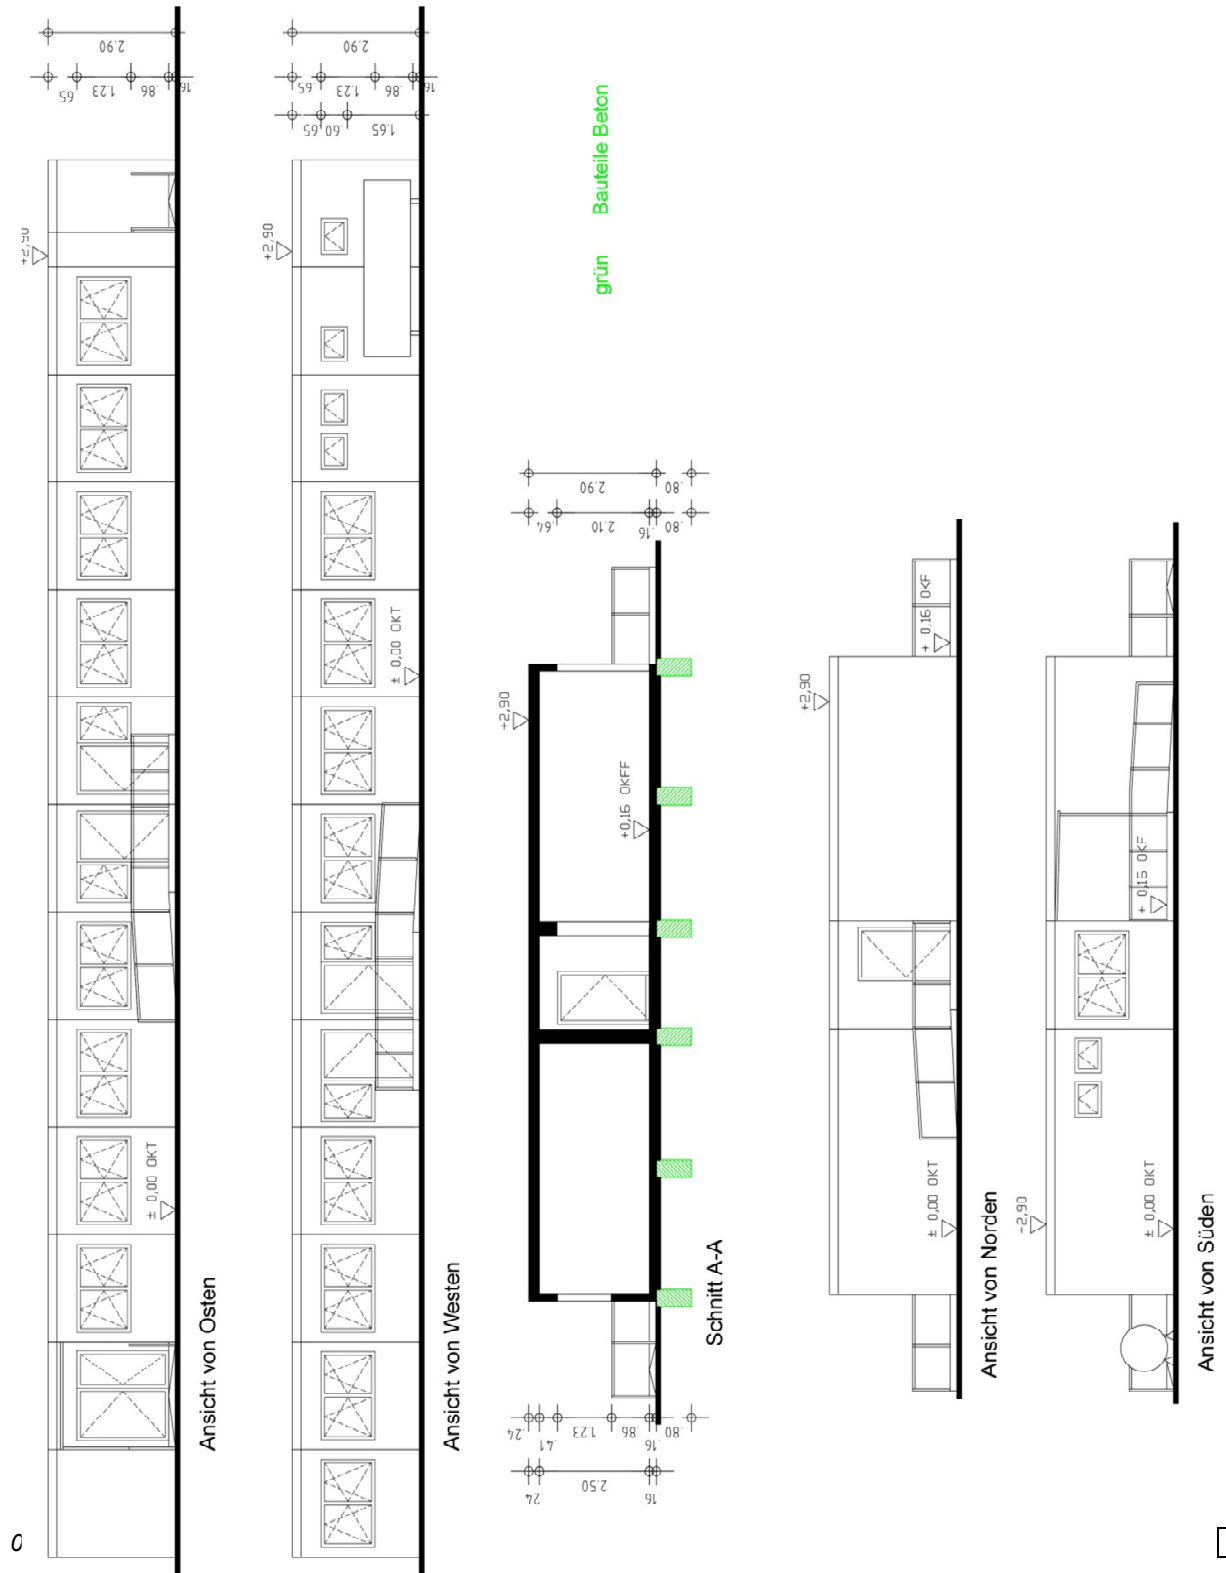 2.90
.65
1.23
.86
.16
+2,90
± 0,00 OKT
Ansicht von Osten
2.90
.65
1.23
.86
.16
.65
.60
1.65
+2,90
± 0,00 OKT
Ansicht von Westen
grün Bauteile Beton
2.90
.80
.64
2.10
.16
.80
+2,90
+0,16 OKFF
.24
.41
1.23
.86
.16
.80
.24
2.50
.16
Schnitt A-A
+ 0,16 OKF
+2,90
± 0,00 OKT
Ansicht von Norden
+ 0,16 OKF
+2,90
± 0,00 OKT
Ansicht von Süden